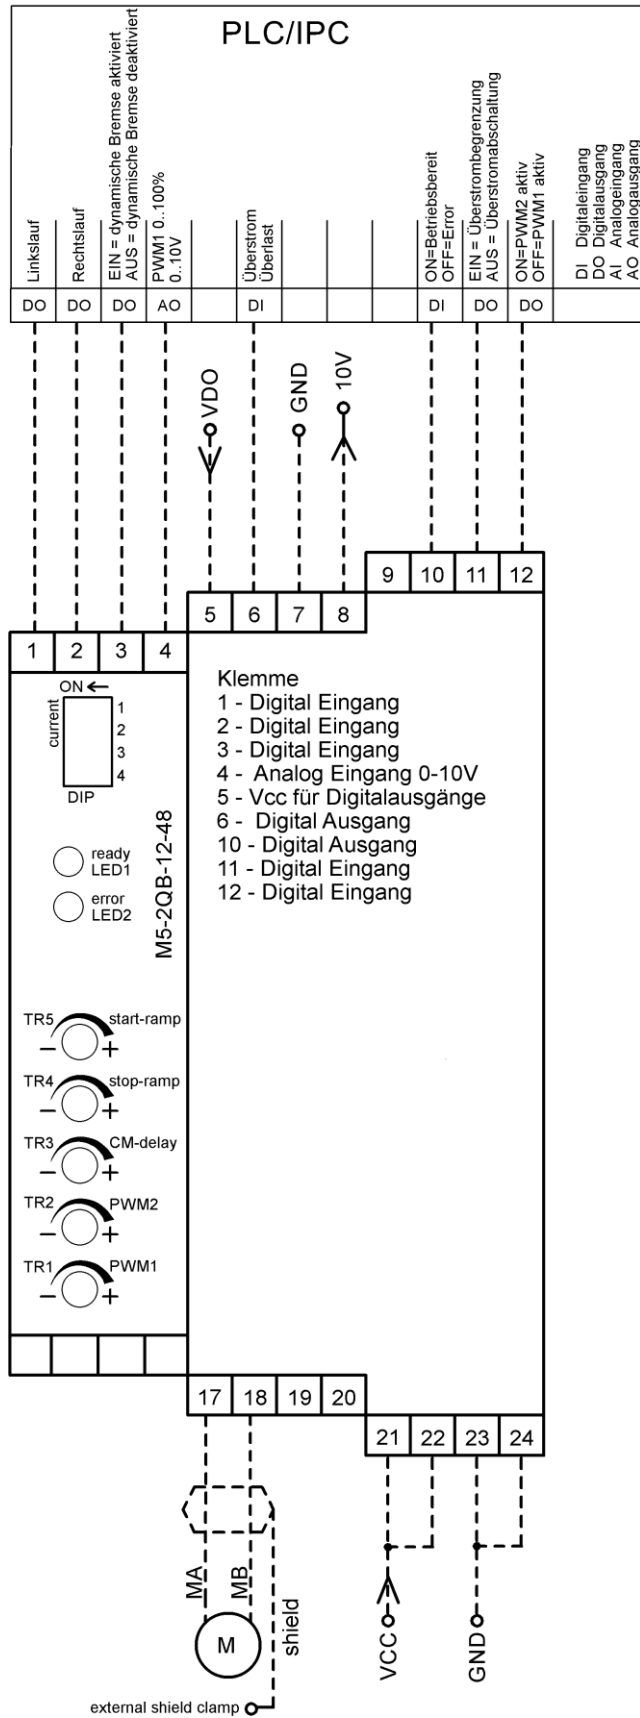 PLC/IPC
Linkslauf
Rechtslauf
EIN = dynamische Bremse aktiviert
AUS = dynamische Bremse deaktiviert
PWM1 0..100%
0..10V
Überstrom
Überlast
ON=Betriebsbereit
OFF=Error
EIN = Überstrombegrenzung
AUS = Überstromabschaltung
ON=PWM2 aktiv
OFF=PWM1 aktiv
DI Digitaleingang
DO Digitalausgang
AI Analogeingang
AO Analogausgang
DO DO DO AO DI DI DO DO
VDO
GND
10V
9 10 11 12
5 6 7 8
1 2 3 4
ON
current
1
2
3
4
DIP
ready
LED1
error
LED2
M5-2QB-12-48
Klemme
1 - Digital Eingang
2 - Digital Eingang
3 - Digital Eingang
4 - Analog Eingang 0-10V
5 - Vcc für Digitalausgänge
6 - Digital Ausgang
10 - Digital Ausgang
11 - Digital Eingang
12 - Digital Eingang
TR5 start-ramp
− +
TR4 stop-ramp
− +
TR3 CM-delay
− +
TR2 PWM2
− +
TR1 PWM1
− +
17 18 19 20
21 22 23 24
MA
MB
shield
M
VCC
GND
external shield clamp